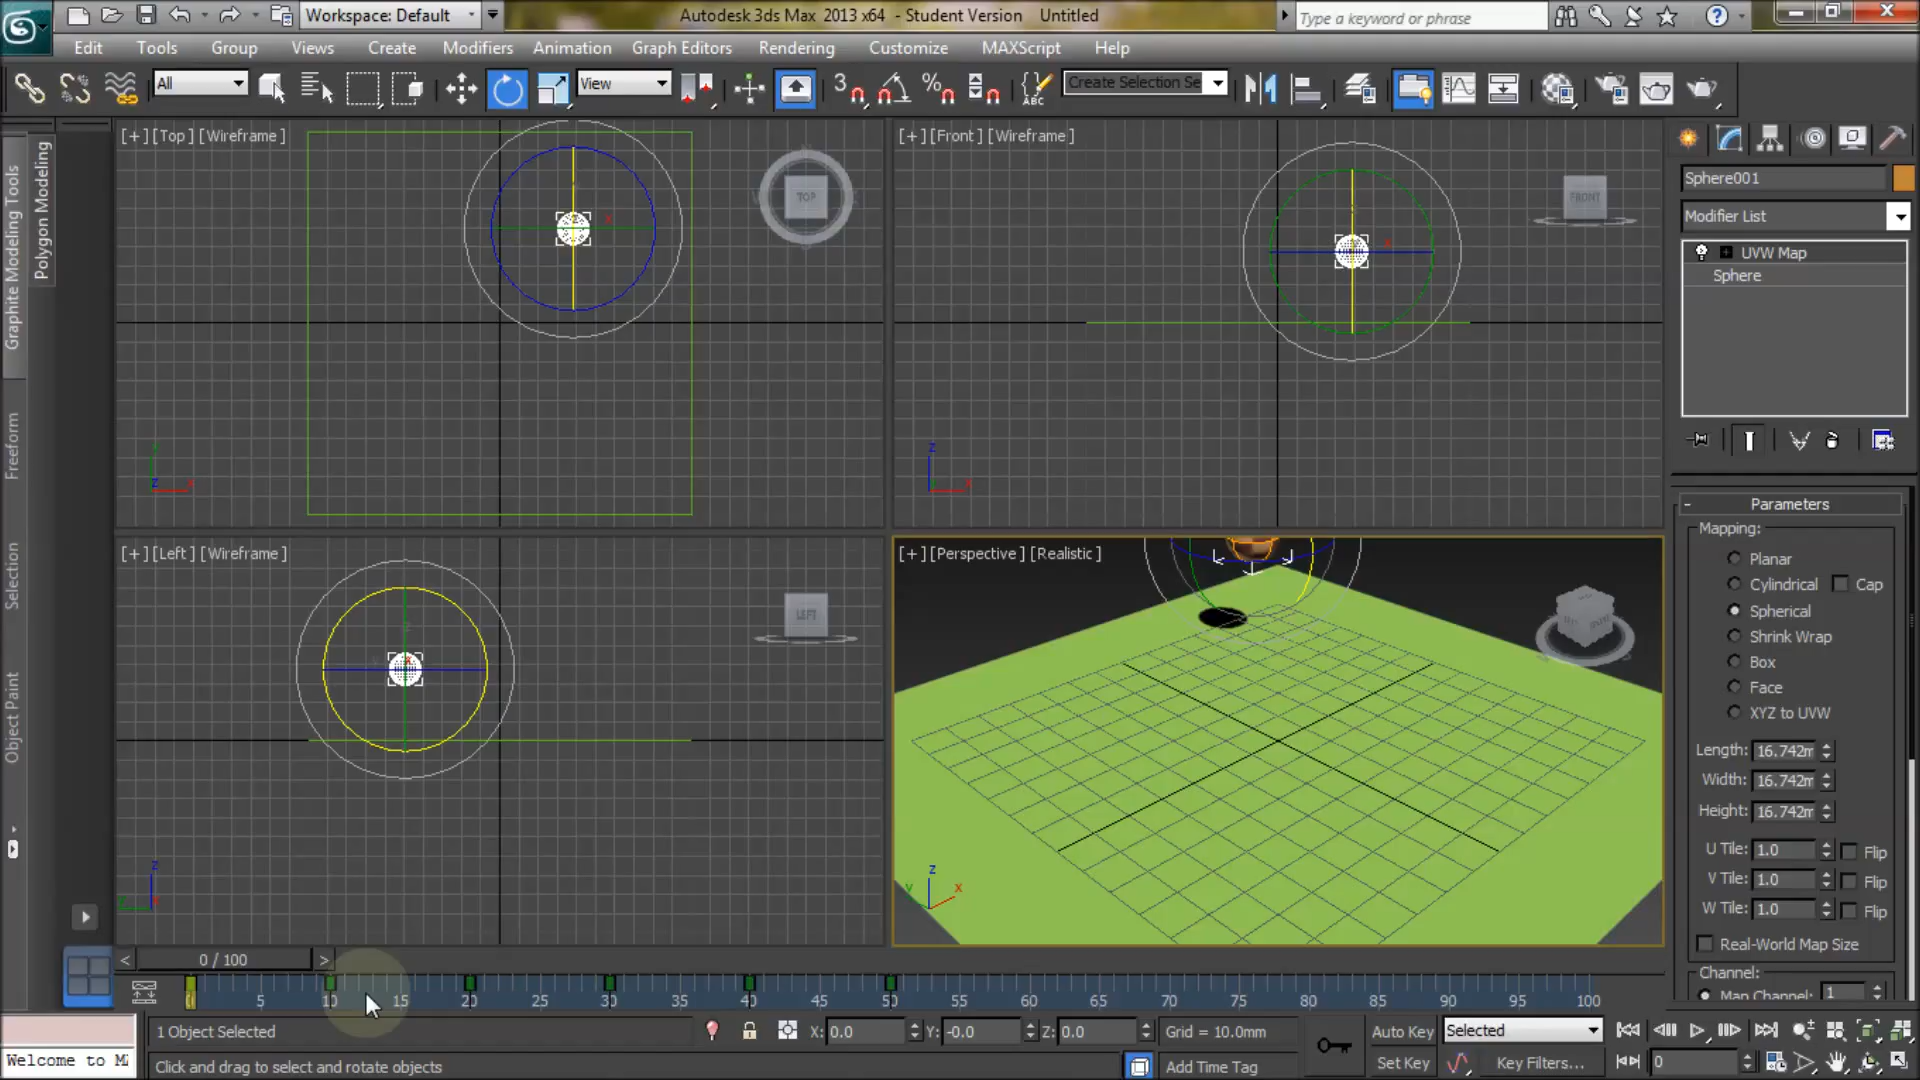 Workspace: Default
Autodesk 3ds Max 2013 x64 - Student Version Untitled
Type a keyword or phrase
Edit Tools Group Views Create Modifiers Animation Graph Editors Rendering Customize MAXScript Help
All
View
3
%
ABC
Create Selection Se
[+][Top][Wireframe]
TOP
[+][Front][Wireframe]
FRONT
[+][Left][Wireframe]
LEFT
[+][Perspective][Realistic]
Graphite Modeling Tools
Polygon Modeling
Freeform
Selection
Object Paint
Sphere001
Modifier List
UVW Map
Sphere
Parameters
Mapping:
Planar
Cylindrical Cap
Spherical
Shrink Wrap
Box
Face
XYZ to UVW
Length: 16.742m
Width: 16.742m
Height: 16.742m
U Tile: 1.0 Flip
V Tile: 1.0 Flip
W Tile: 1.0 Flip
Real-World Map Size
Channel:
Map Channel: 1
< 0 / 100 >
0 5 10 15 20 25 30 35 40 45 50 55 60 65 70 75 80 85 90 95 100
1 Object Selected
X: 0.0 Y: -0.0 Z: 0.0
Grid = 10.0mm
Auto Key
Selected
Welcome to M
Click and drag to select and rotate objects
Add Time Tag
Set Key
Key Filters...
0